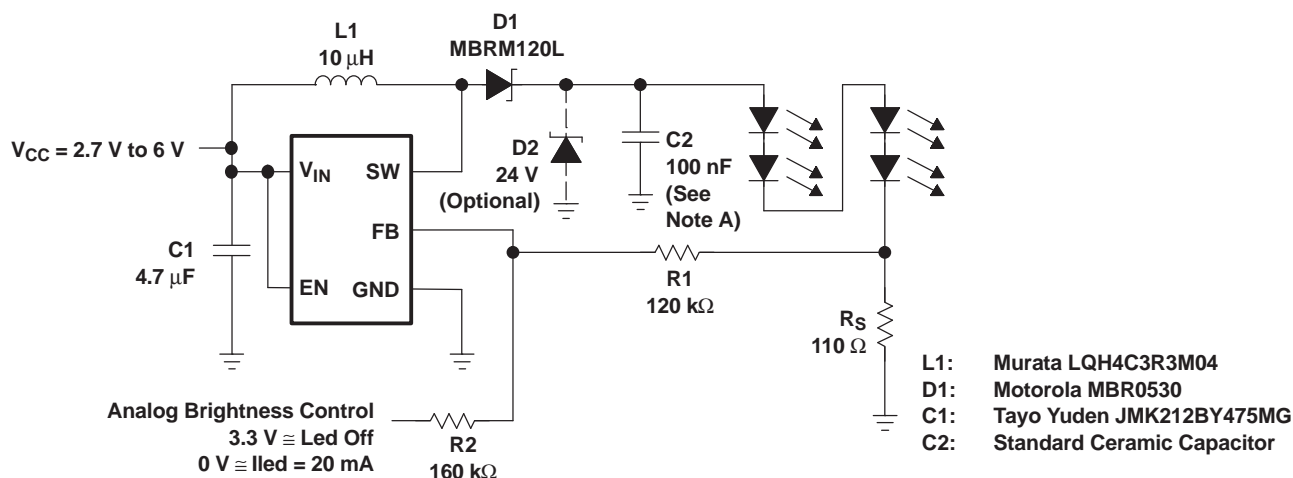 L1
10 μH
D1
MBRM120L
VCC = 2.7 V to 6 V
VIN
SW
FB
EN
GND
C1
4.7 μF
D2
24 V
(Optional)
C2
100 nF
(See
Note A)
R1
120 kΩ
RS
110 Ω
Analog Brightness Control
3.3 V ≅ Led Off
0 V ≅ Iled = 20 mA
R2
160 kΩ
L1: Murata LQH4C3R3M04
D1: Motorola MBR0530
C1: Tayo Yuden JMK212BY475MG
C2: Standard Ceramic Capacitor